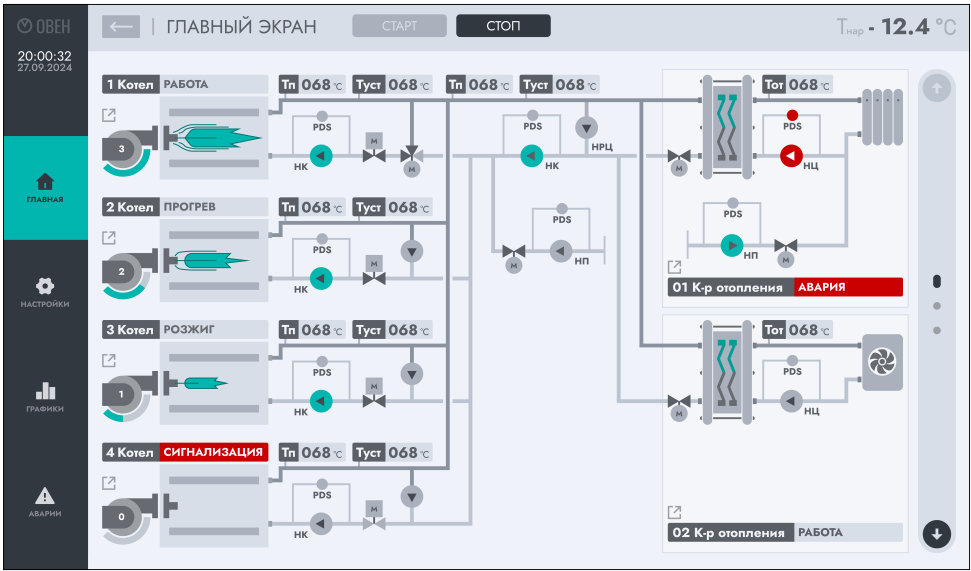 ОВЕН
20:00:32
27.09.2024
ГЛАВНЫЙ ЭКРАН
СТАРТ
СТОП
Tнар - 12.4 °C
ГЛАВНАЯ
НАСТРОЙКИ
ГРАФИКИ
АВАРИИ
1 Котел РАБОТА
Тп 068 °C
Туст 068 °C
Тп 068 °C
Туст 068 °C
3
PDS
НК
M
M
PDS
НК
НРЦ
2 Котел ПРОГРЕВ
Тп 068 °C
Туст 068 °C
2
PDS
НК
M
PDS
НП
M
3 Котел РОЗЖИГ
Тп 068 °C
Туст 068 °C
1
PDS
НК
M
4 Котел СИГНАЛИЗАЦИЯ
Тп 068 °C
Туст 068 °C
0
PDS
НК
M
Тот 068 °C
PDS
НЦ
M
PDS
НП
M
01 К-р отопления АВАРИЯ
Тот 068 °C
PDS
НЦ
M
02 К-р отопления РАБОТА